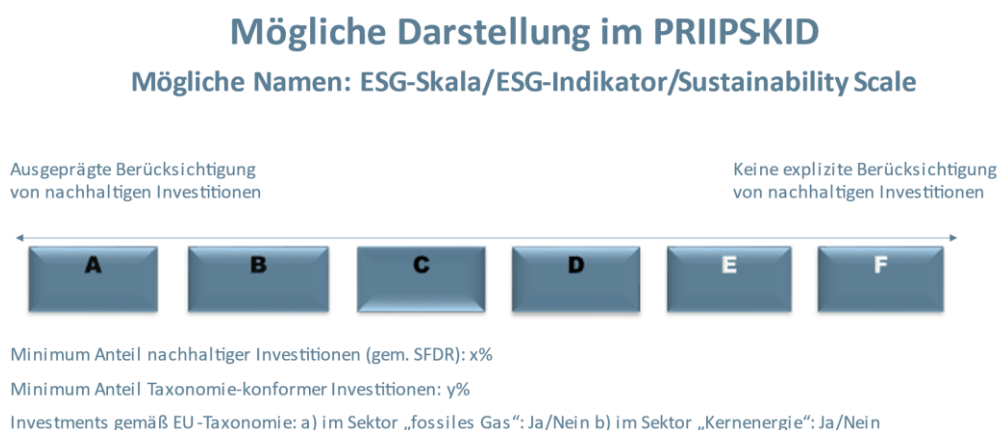 Mögliche Darstellung im PRIIPS-KID
Mögliche Namen: ESG-Skala/ESG-Indikator/Sustainability Scale
Ausgeprägte Berücksichtigung
von nachhaltigen Investitionen
Keine explizite Berücksichtigung
von nachhaltigen Investitionen
A B C D E F
Minimum Anteil nachhaltiger Investitionen (gem. SFDR): x%
Minimum Anteil Taxonomie-konformer Investitionen: y%
Investments gemäß EU-Taxonomie: a) im Sektor „fossiles Gas“: Ja/Nein b) im Sektor „Kernenergie“: Ja/Nein